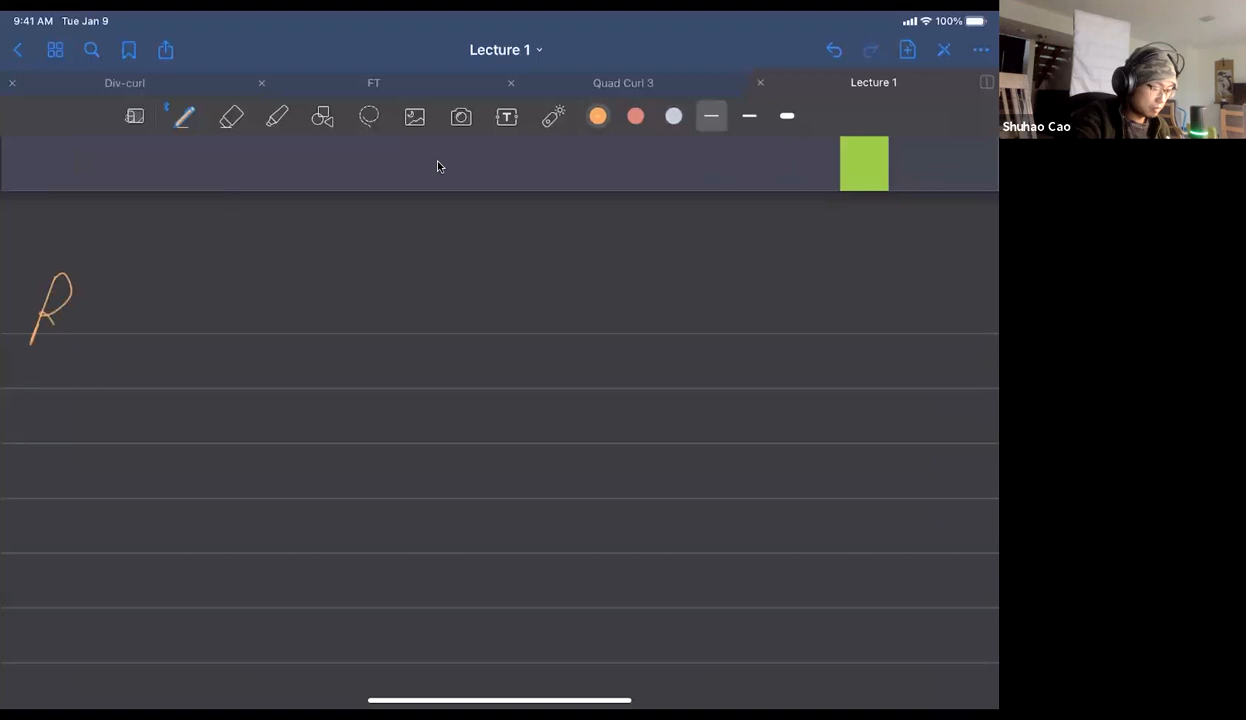 9:41 AM Tue Jan 9
100%
Lecture 1
Div-curl
FT
Quad Curl 3
Lecture 1
T
R
Shuhao Cao